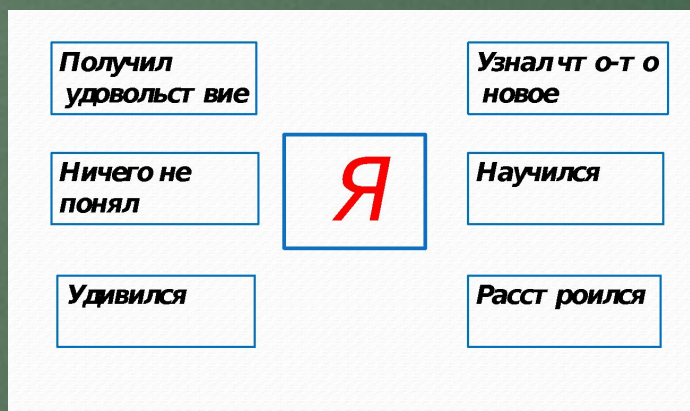 Получил
удовольствие
Ничего не
понял
Удивился
Я
Узнал что-то
новое
Научился
Расстроился